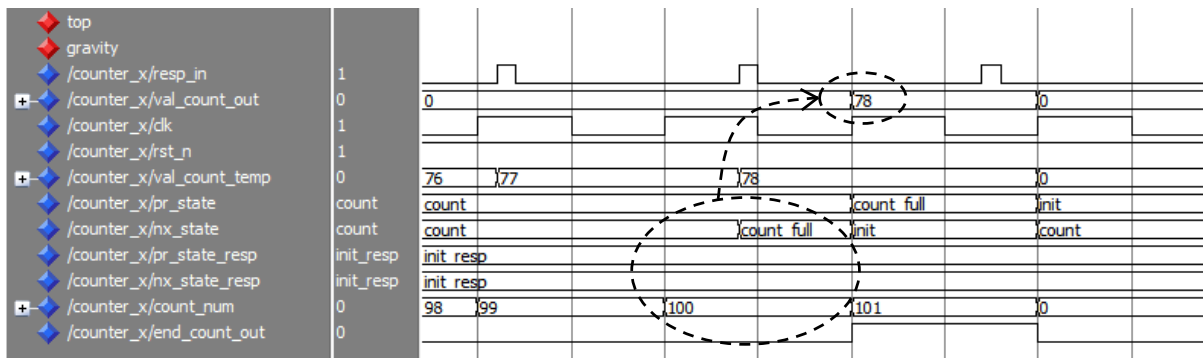 top
gravity
/counter_x/resp_in 1
/counter_x/val_count_out 0 0 78 0
/counter_x/clk 1
/counter_x/rst_n 1
/counter_x/val_count_temp 0 76 77 78 0
/counter_x/pr_state count count count_full init
/counter_x/nx_state count count count_full init count
/counter_x/pr_state_resp init_resp init_resp
/counter_x/nx_state_resp init_resp init_resp
/counter_x/count_num 0 98 99 100 101 0
/counter_x/end_count_out 0